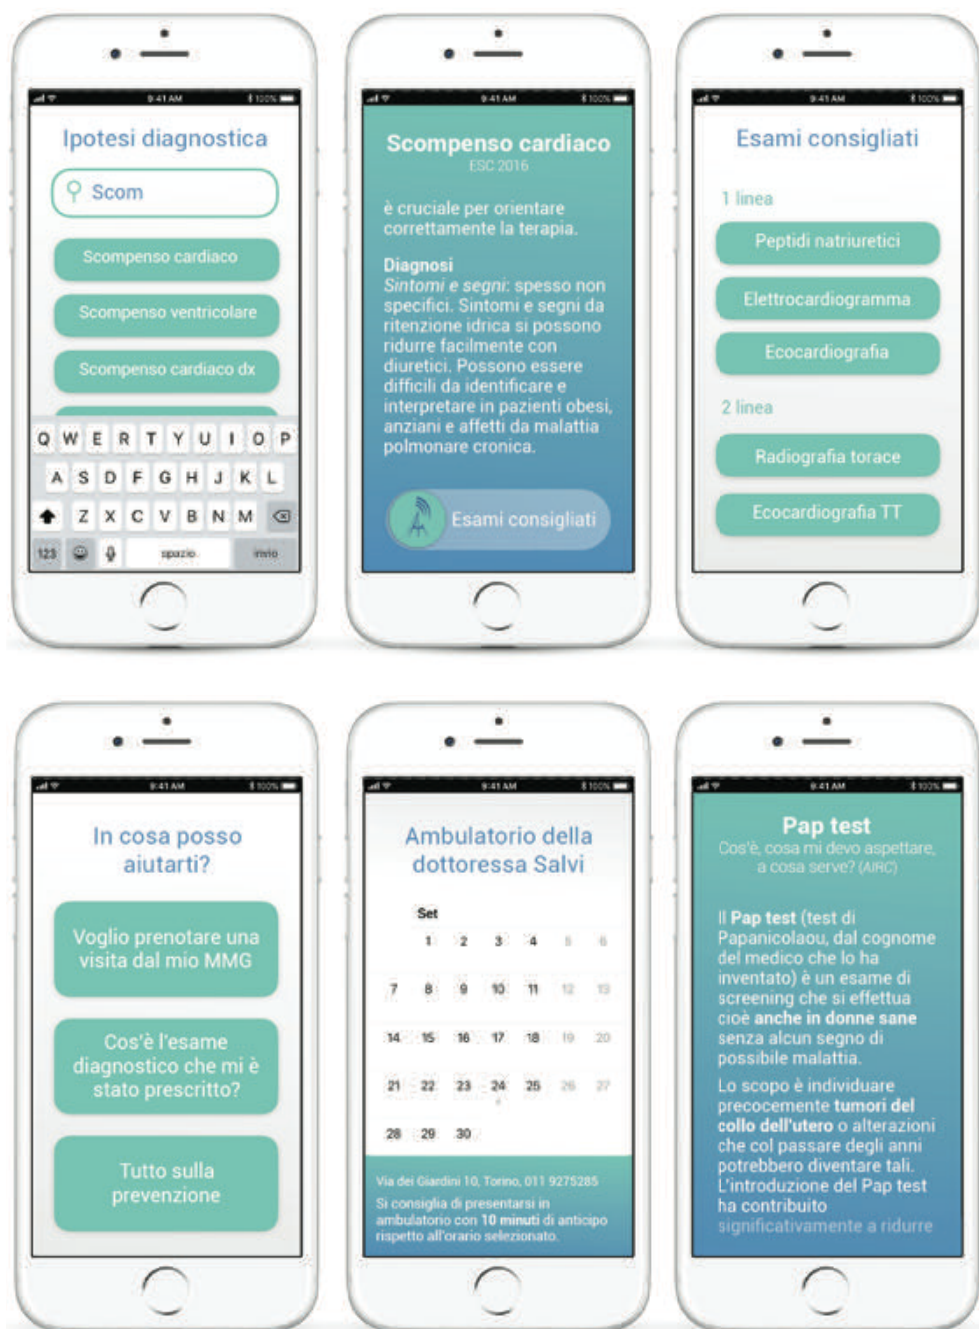 9:41 AM
100%
Ipotesi diagnostica
Scom
Scompenso cardiaco
Scompenso ventricolare
Scompenso cardiaco dx
Q W E R T Y U I O P
A S D F G H J K L
Z X C V B N M
123 spazio invio
9:41 AM
100%
Scompenso cardiaco
ESC 2016
è cruciale per orientare
correttamente la terapia.
Diagnosi
Sintomi e segni: spesso non
specifici. Sintomi e segni da
ritenzione idrica si possono
ridurre facilmente con
diuretici. Possono essere
difficili da identificare e
interpretare in pazienti obesi,
anziani e affetti da malattia
polmonare cronica.
Esami consigliati
9:41 AM
100%
Esami consigliati
1 linea
Peptidi natriuretici
Elettrocardiogramma
Ecocardiografia
2 linea
Radiografia torace
Ecocardiografia TT
9:41 AM
100%
In cosa posso
aiutarti?
Voglio prenotare una
visita dal mio MMG
Cos'è l'esame
diagnostico che mi è
stato prescritto?
Tutto sulla
prevenzione
9:41 AM
100%
Ambulatorio della
dottoressa Salvi
Set
1 2 3 4 5 6
7 8 9 10 11 12 13
14 15 16 17 18 19 20
21 22 23 24 25 26 27
28 29 30
Via dei Giardini 10, Torino, 011 9275285
Si consiglia di presentarsi in
ambulatorio con 10 minuti di anticipo
rispetto all'orario selezionato.
9:41 AM
100%
Pap test
Cos'è, cosa mi devo aspettare,
a cosa serve? (AIRC)
Il Pap test (test di
Papanicolaou, dal cognome
del medico che lo ha
inventato) è un esame di
screening che si effettua
cioè anche in donne sane
senza alcun segno di
possibile malattia.
Lo scopo è individuare
precocemente tumori del
collo dell'utero o alterazioni
che col passare degli anni
potrebbero diventare tali.
L'introduzione del Pap test
ha contribuito
significativamente a ridurre